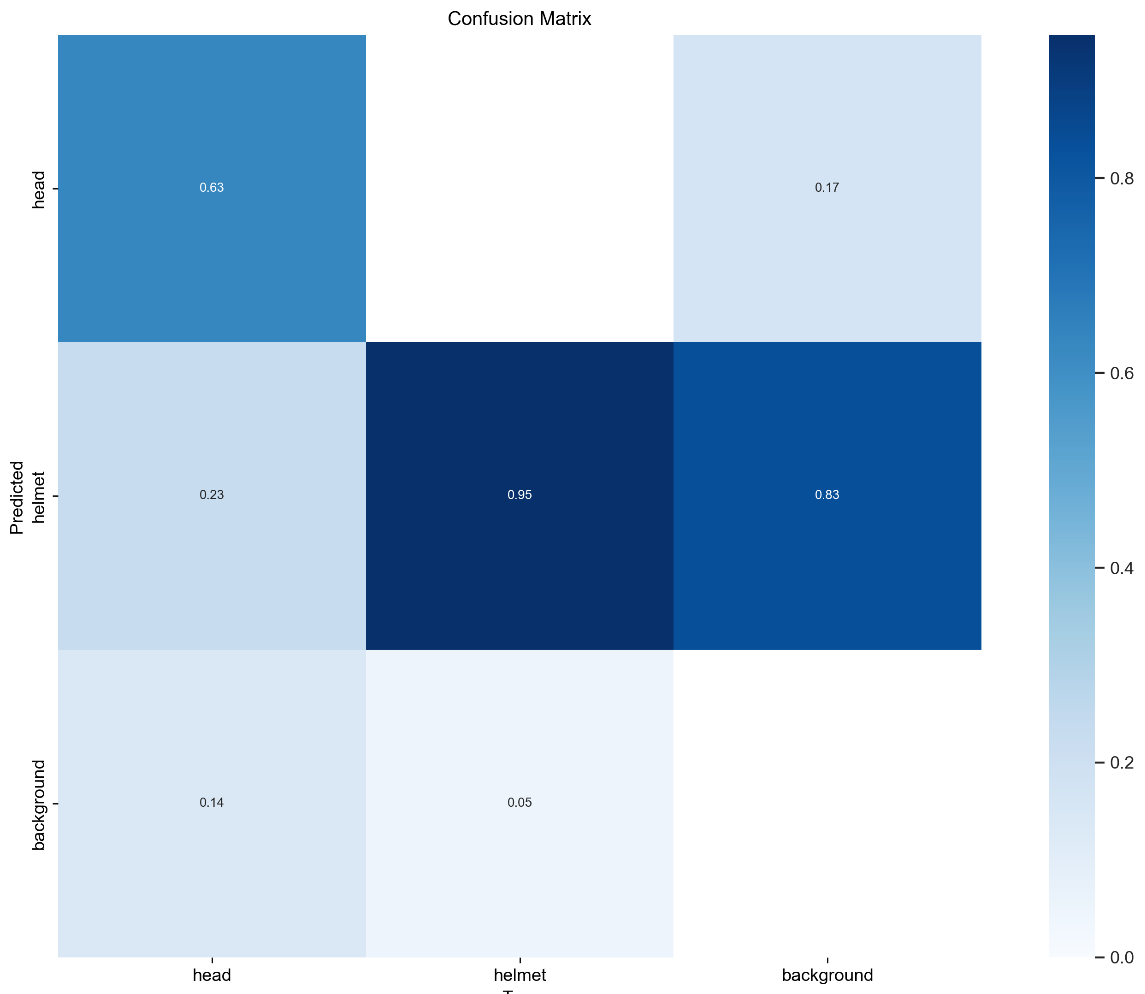 Confusion Matrix
head
0.63
0.17
0.8
0.6
Predicted
helmet
0.23
0.95
0.83
0.4
0.2
background
0.14
0.05
0.0
head
helmet
background